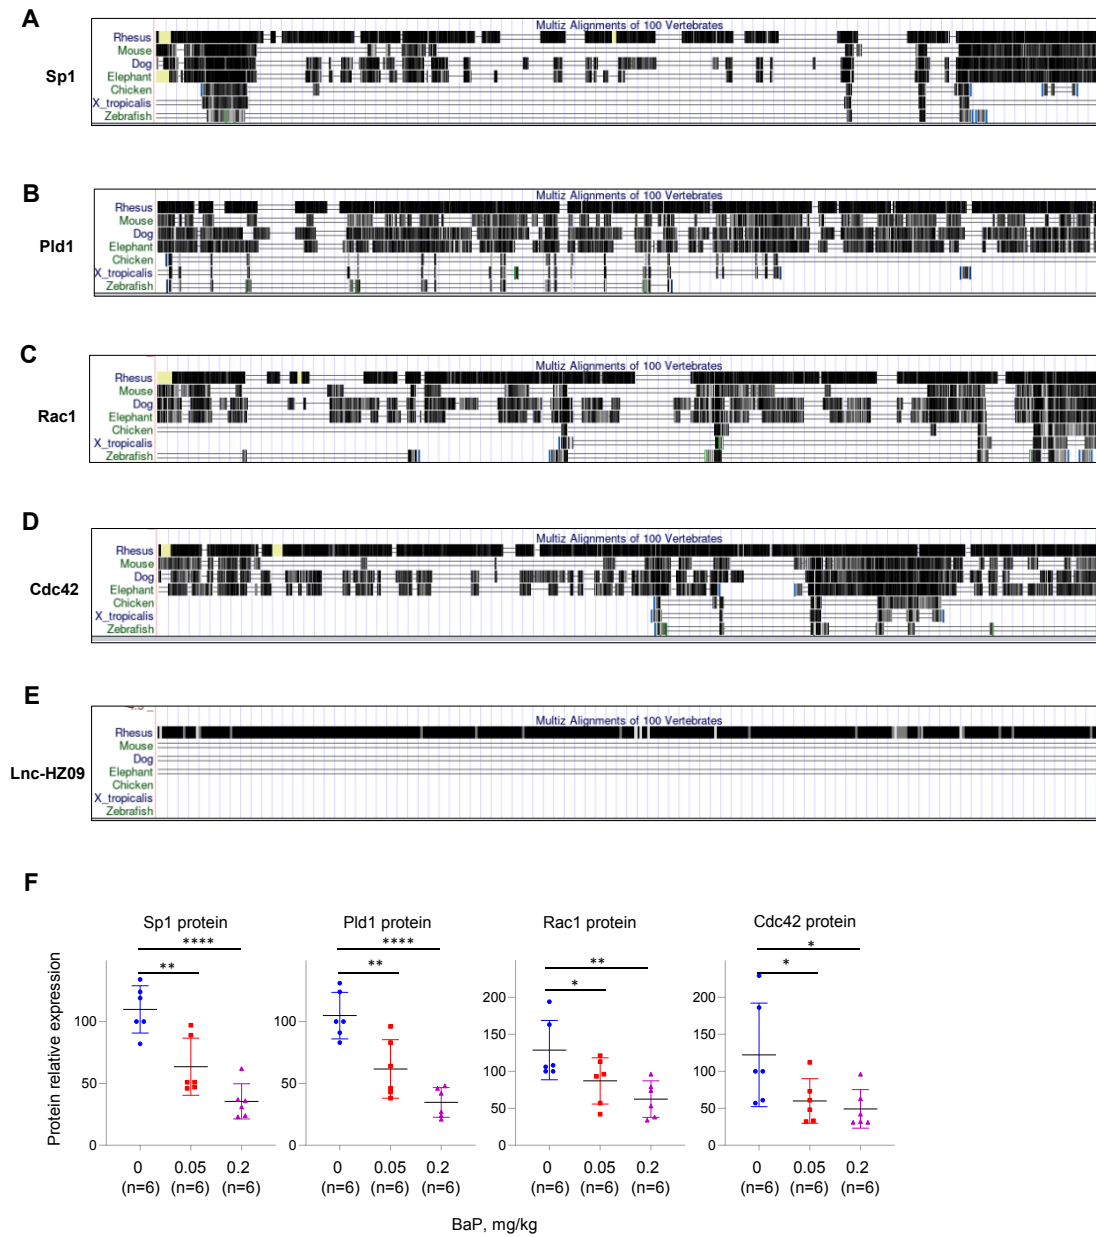 A
Multiz Alignments of 100 Vertebrates
Rhesus
Mouse
Dog
Elephant
Chicken
X_tropicalis
Zebrafish
Sp1
B
Multiz Alignments of 100 Vertebrates
Rhesus
Mouse
Dog
Elephant
Chicken
X_tropicalis
Zebrafish
Pld1
C
Multiz Alignments of 100 Vertebrates
Rhesus
Mouse
Dog
Elephant
Chicken
X_tropicalis
Zebrafish
Rac1
D
Multiz Alignments of 100 Vertebrates
Rhesus
Mouse
Dog
Elephant
Chicken
X_tropicalis
Zebrafish
Cdc42
E
Multiz Alignments of 100 Vertebrates
Rhesus
Mouse
Dog
Elephant
Chicken
X_tropicalis
Zebrafish
Lnc-HZ09
F
Protein relative expression
Sp1 protein
****
**
100
50
0
0 0.05 0.2
(n=6) (n=6) (n=6)
Pld1 protein
****
**
100
50
0
0 0.05 0.2
(n=6) (n=6) (n=6)
Rac1 protein
**
*
200
150
100
50
0
0 0.05 0.2
(n=6) (n=6) (n=6)
Cdc42 protein
*
*
200
150
100
50
0
0 0.05 0.2
(n=6) (n=6) (n=6)
BaP, mg/kg